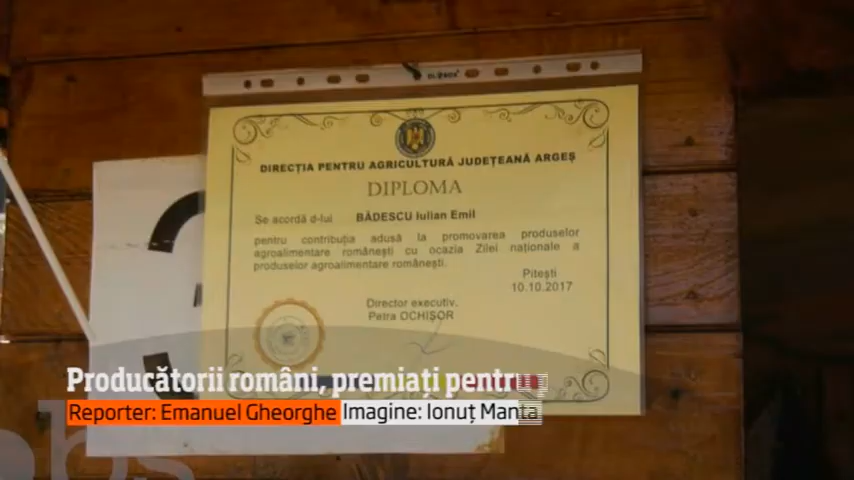 DIRECȚIA PENTRU AGRICULTURĂ JUDEȚEANĂ ARGEȘ
DIPLOMA
Se acordă d-lui BĂDESCU Iulian Emil
pentru contribuția adusă la promovarea produselor
agroalimentare românești cu ocazia Zilei naționale a
produselor agroalimentare românești.
Pitești
10.10.2017
Director executiv,
Petra OCHIȘOR
Producătorii români, premiați pentru
Reporter: Emanuel Gheorghe Imagine: Ionuț Manta